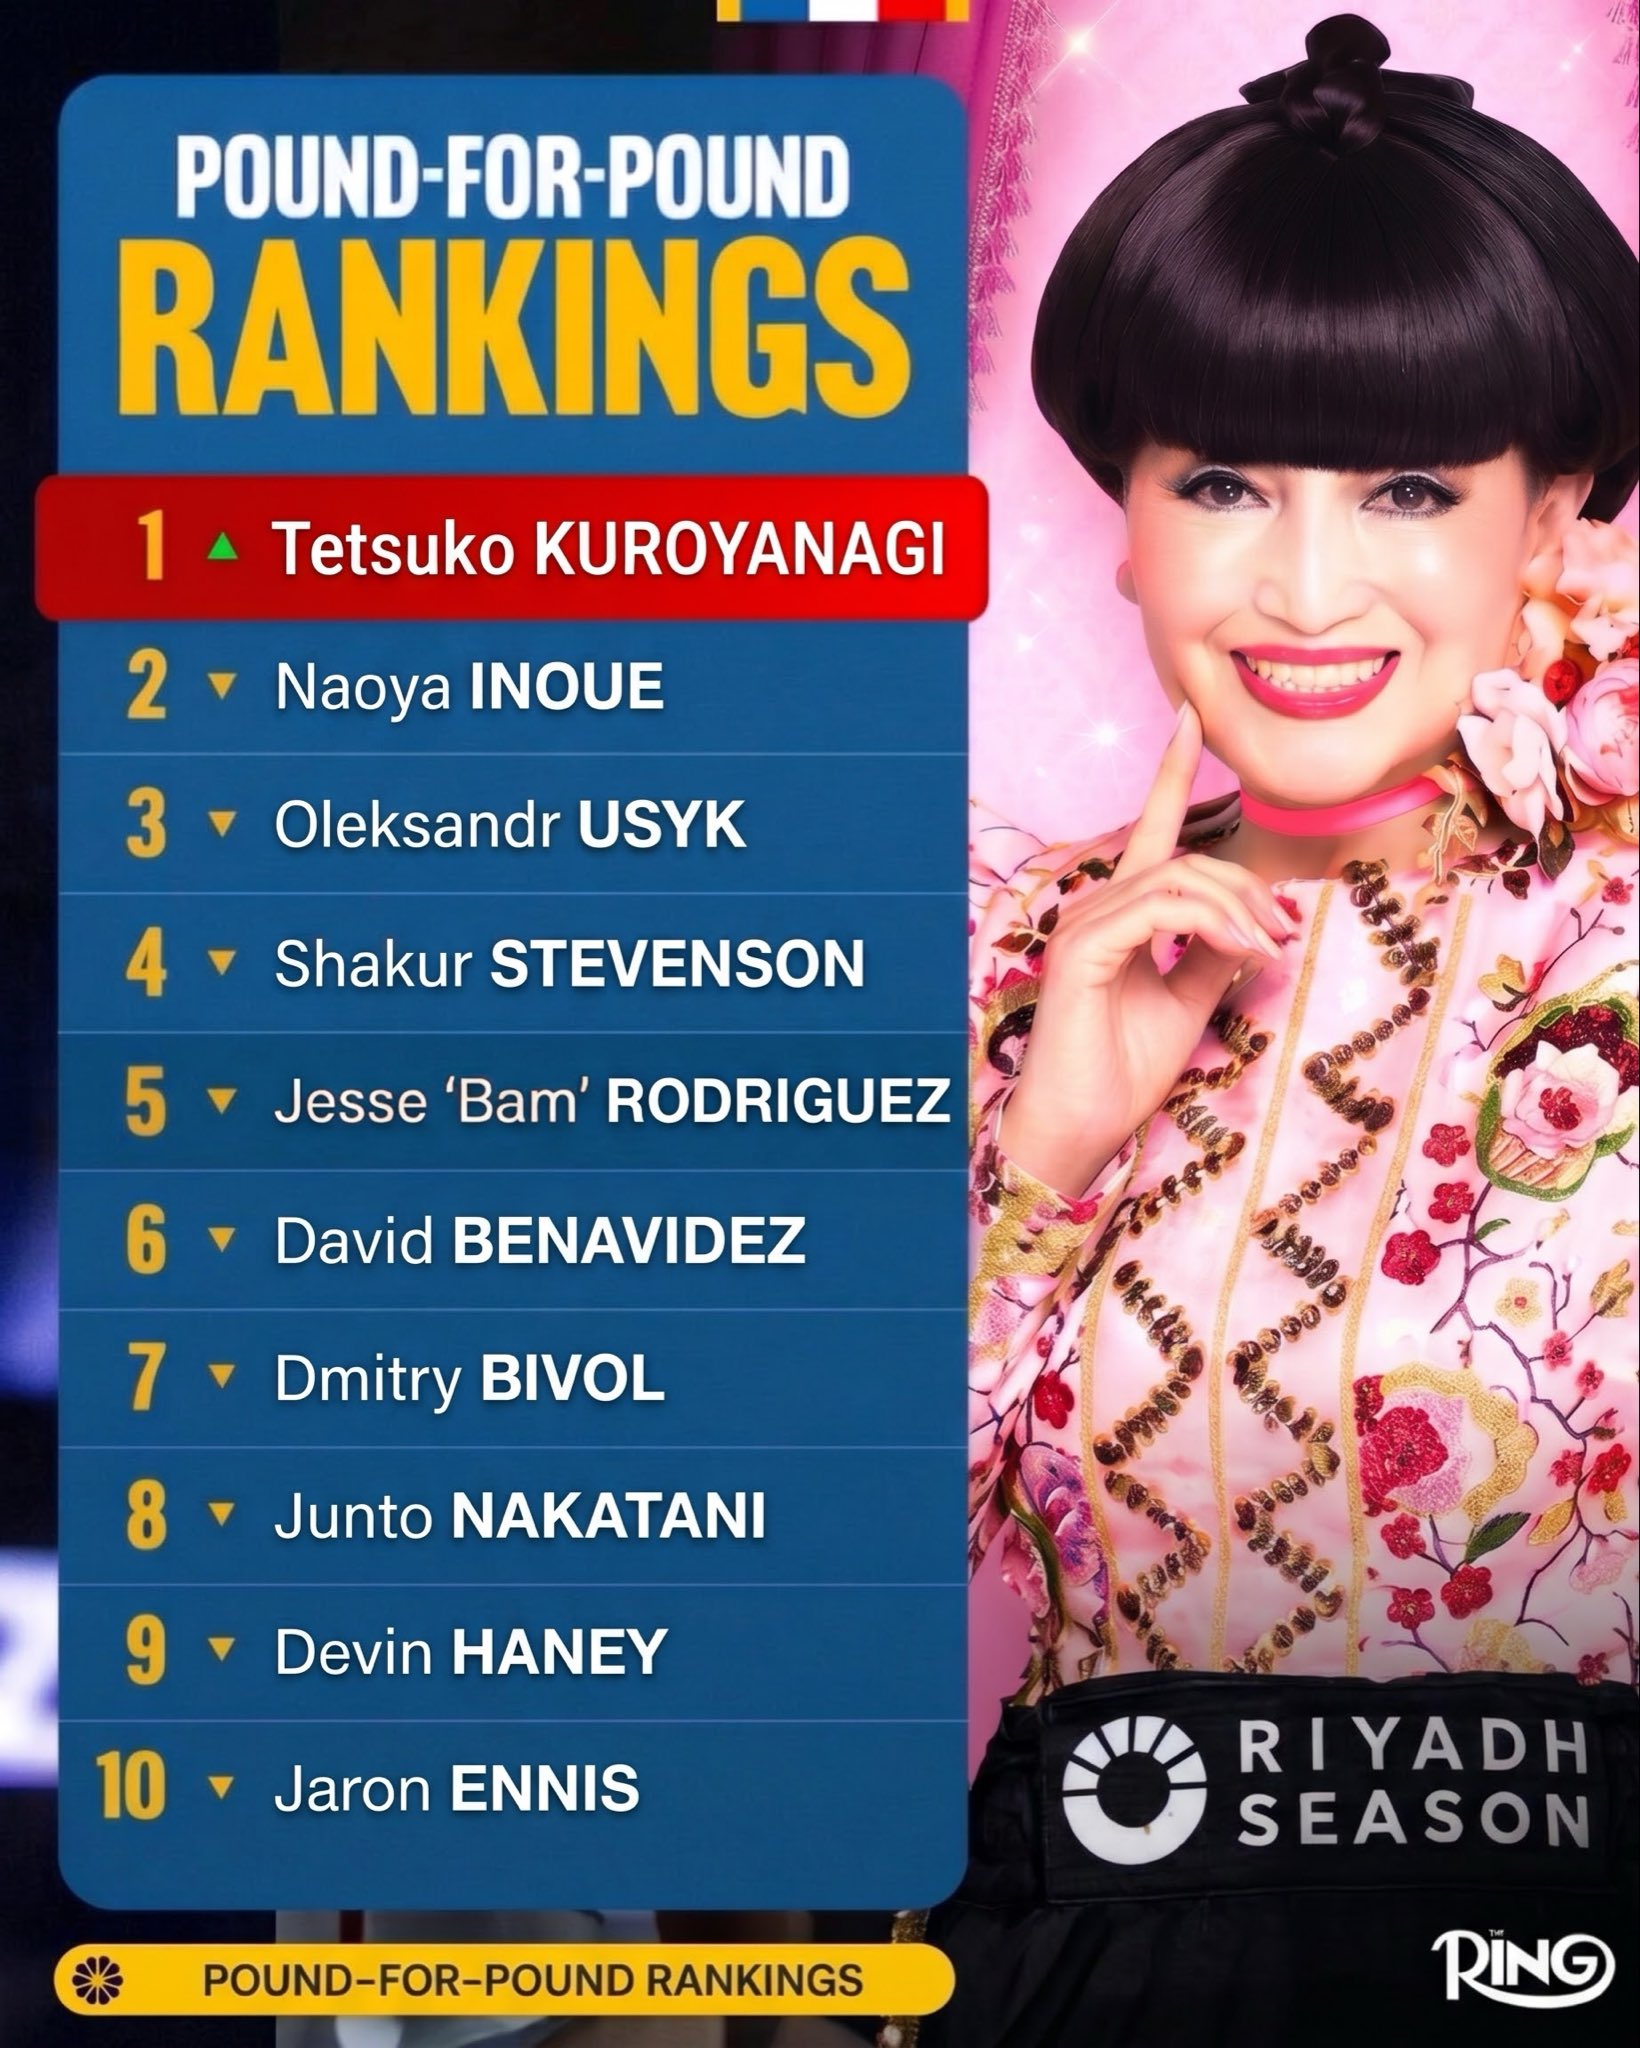 POUND-FOR-POUND
RANKINGS
1 ▲ Tetsuko KUROYANAGI
2 ▼ Naoya INOUE
3 ▼ Oleksandr USYK
4 ▼ Shakur STEVENSON
5 ▼ Jesse ‘Bam’ RODRIGUEZ
6 ▼ David BENAVIDEZ
7 ▼ Dmitry BIVOL
8 ▼ Junto NAKATANI
9 ▼ Devin HANEY
10 ▼ Jaron ENNIS
RIYADH
SEASON
POUND-FOR-POUND RANKINGS
THE
RING